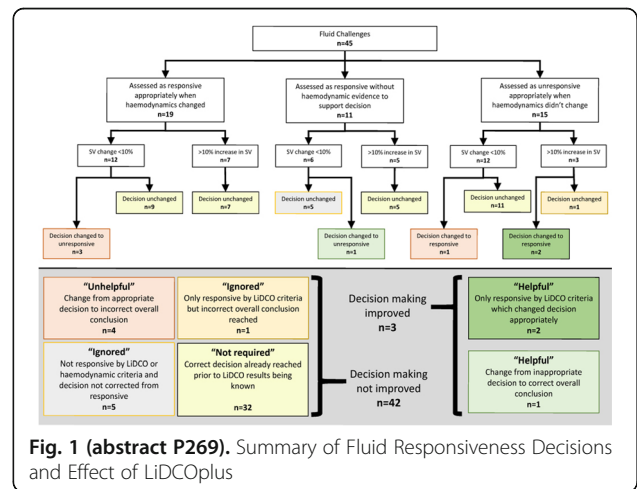 Fluid Challenges
n=45
Assessed as responsive
appropriately when
haemodynamics changed
n=19
Assessed as responsive without
haemodynamic evidence to
support decision
n=11
Assessed as unresponsive
appropriately when
haemodynamics didn't change
n=15
SV change <10%
n=12
>10% increase in SV
n=7
SV change <10%
n=6
>10% increase in SV
n=5
SV change <10%
n=12
>10% increase in SV
n=3
Decision unchanged
n=9
Decision unchanged
n=7
Decision unchanged
n=5
Decision unchanged
n=5
Decision unchanged
n=11
Decision unchanged
n=1
Decision changed to
unresponsive
n=3
Decision changed to
unresponsive
n=1
Decision changed to
responsive
n=1
Decision changed to
responsive
n=2
"Unhelpful"
Change from appropriate
decision to incorrect overall
conclusion
n=4
"Ignored"
Only responsive by LiDCO criteria
but incorrect overall conclusion
reached
n=1
"Ignored"
Not responsive by LiDCO or
haemodynamic criteria and
decision not corrected from
responsive
n=5
"Not required"
Correct decision already reached
prior to LiDCO results being
known
n=32
Decision making
improved
n=3
Decision making
not improved
n=42
"Helpful"
Only responsive by LiDCO criteria
which changed decision
appropriately
n=2
"Helpful"
Change from inappropriate
decision to correct overall
conclusion
n=1
Fig. 1 (abstract P269). Summary of Fluid Responsiveness Decisions
and Effect of LiDCOplus